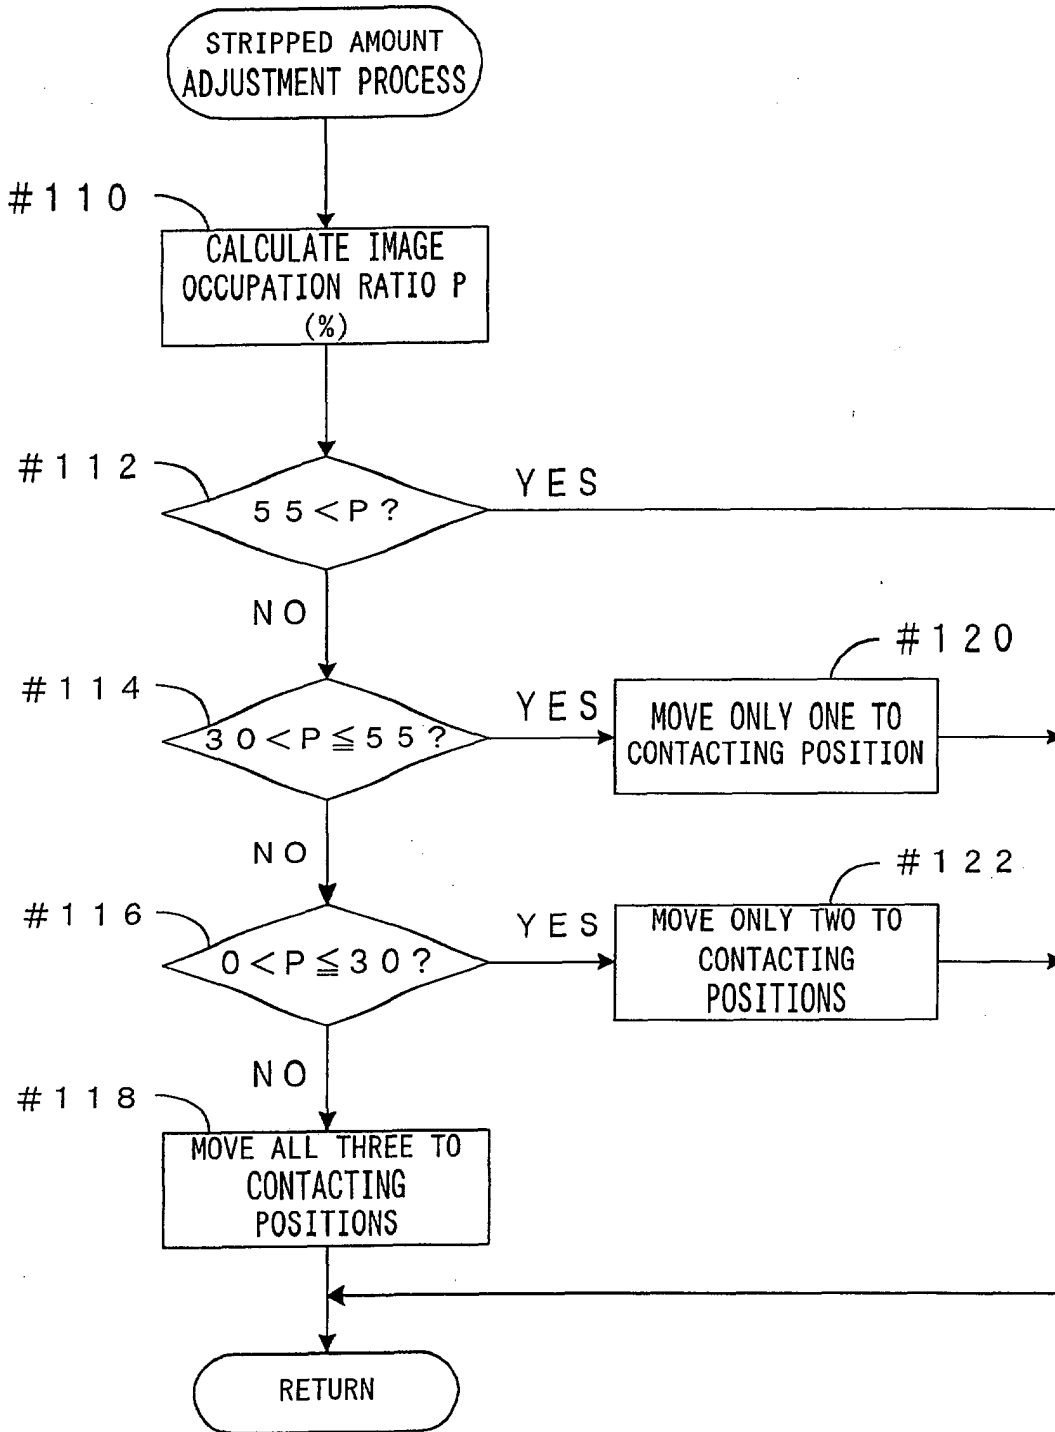 STRIPPED AMOUNT
ADJUSTMENT PROCESS
#110
CALCULATE IMAGE
OCCUPATION RATIO P
(%)
#112
55<P?
YES
NO
#114
30<P≦55?
YES
#120
MOVE ONLY ONE TO
CONTACTING POSITION
NO
#116
0<P≦30?
YES
#122
MOVE ONLY TWO TO
CONTACTING
POSITIONS
NO
#118
MOVE ALL THREE TO
CONTACTING
POSITIONS
RETURN